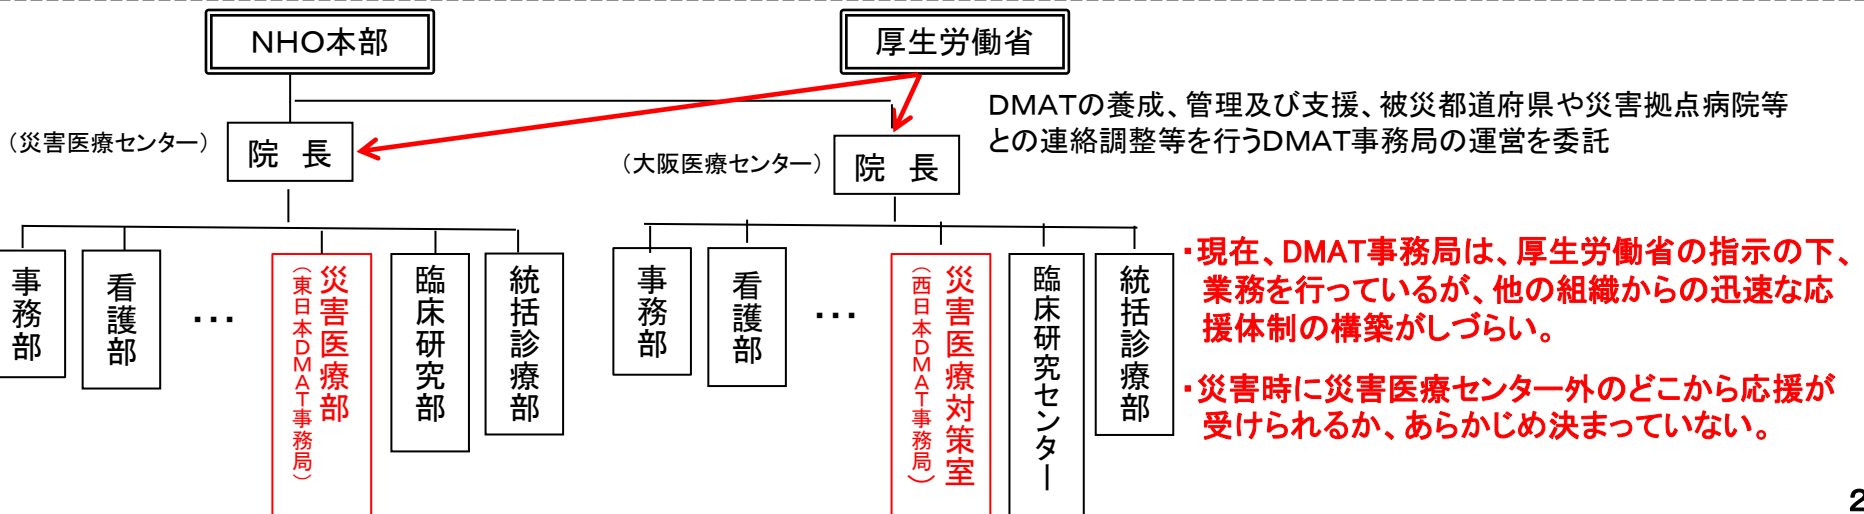 NHO本部
厚生労働省
DMATの養成、管理及び支援、被災都道府県や災害拠点病院等
との連絡調整等を行うDMAT事務局の運営を委託
（災害医療センター）
院　長
（大阪医療センター）
院　長
事務部
看護部
…
災害医療部
（東日本DMAT事務局）
臨床研究部
統括診療部
事務部
看護部
…
災害医療対策室
（西日本DMAT事務局）
臨床研究センター
統括診療部
・現在、DMAT事務局は、厚生労働省の指示の下、
業務を行っているが、他の組織からの迅速な応
援体制の構築がしづらい。
・災害時に災害医療センター外のどこから応援が
受けられるか、あらかじめ決まっていない。
2